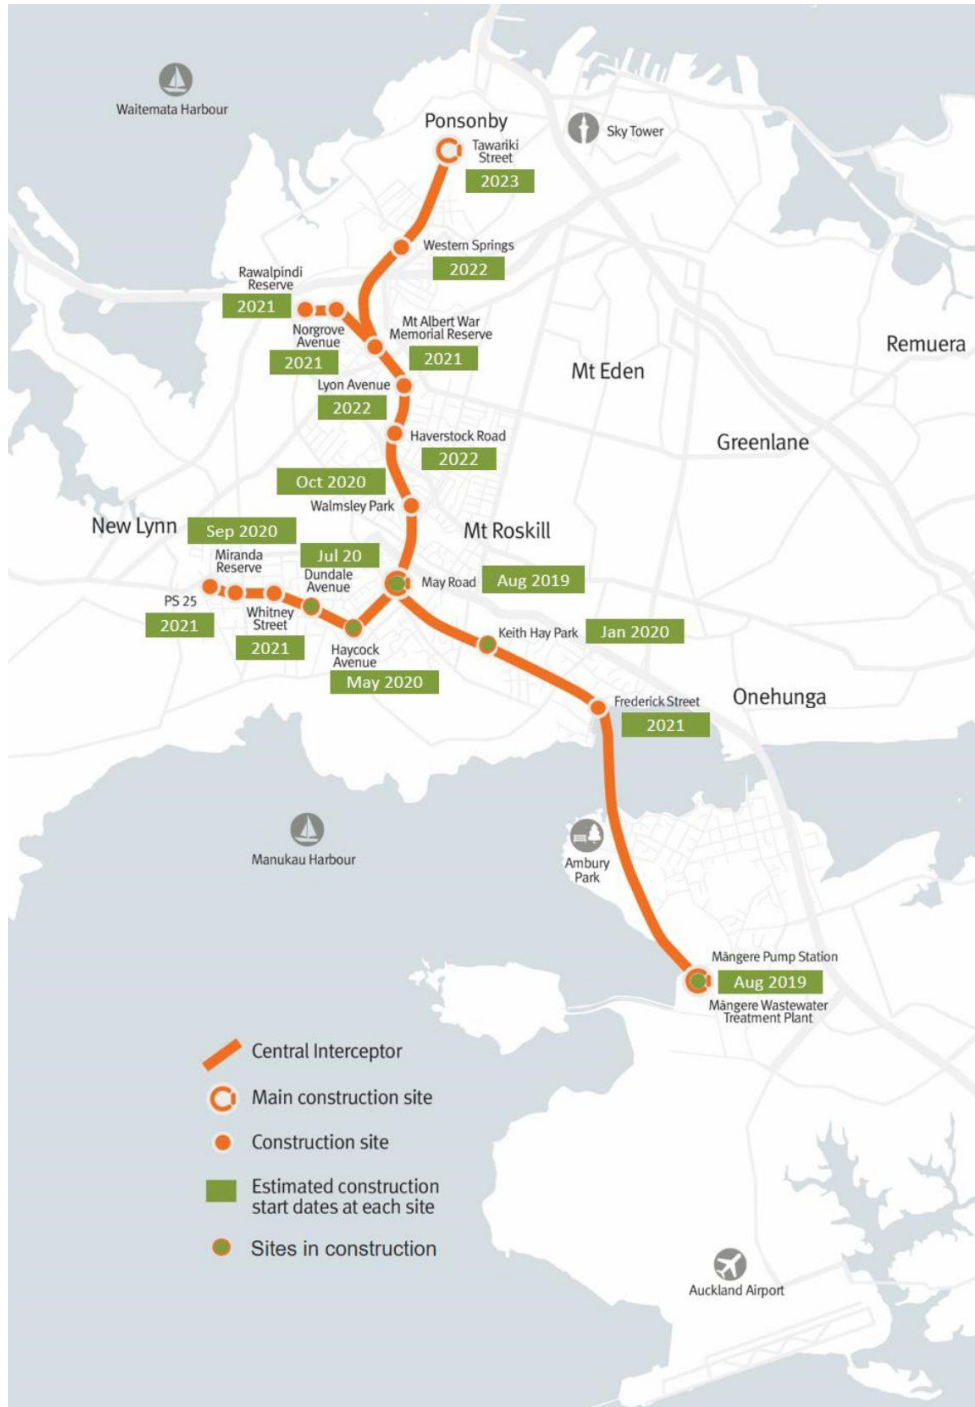 Waitemata Harbour
Ponsonby
Tawariki
Street
2023
Sky Tower
Western Springs
2022
Rawalpindi
Reserve
2021
Norgrove
Avenue
2021
Mt Albert War
Memorial Reserve
2021
Remuera
Mt Eden
Lyon Avenue
2022
Haverstock Road
2022
Greenlane
Oct 2020
Walmsley Park
New Lynn
Sep 2020
Miranda
Reserve
Mt Roskill
Jul 20
Dundale
Avenue
May Road
Aug 2019
PS 25
2021
Whitney
Street
2021
Haycock
Avenue
May 2020
Keith Hay Park
Jan 2020
Frederick Street
2021
Onehunga
Manukau Harbour
Ambury
Park
Māngere Pump Station
Aug 2019
Māngere Wastewater
Treatment Plant
Central Interceptor
Main construction site
Construction site
Estimated construction
start dates at each site
Sites in construction
Auckland Airport